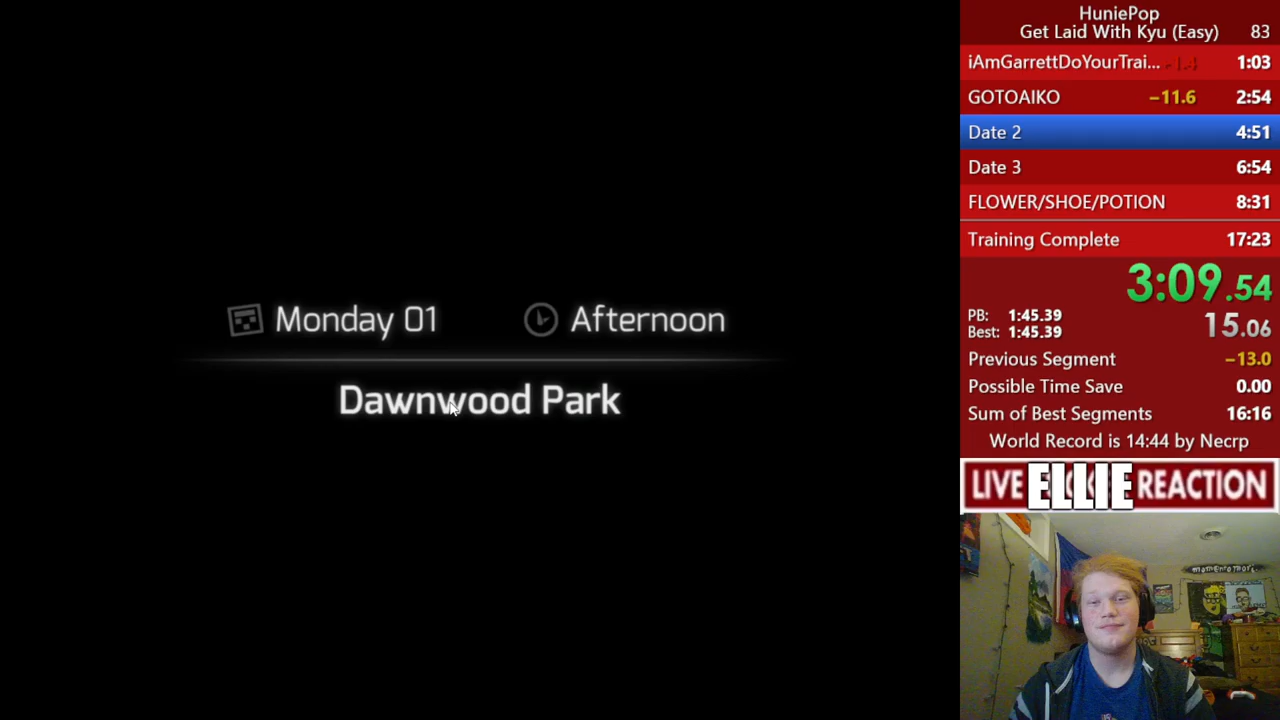 Monday 01 Afternoon
Dawnwood Park
HuniePop
Get Laid With Kyu (Easy) 83
iAmGarrettDoYourTrai... -1.4 1:03
GOTOAIKO -11.6 2:54
Date 2 4:51
Date 3 6:54
FLOWER/SHOE/POTION 8:31
Training Complete 17:23
3:09.54
PB: 1:45.39
Best: 1:45.39
15.06
Previous Segment -13.0
Possible Time Save 0.00
Sum of Best Segments 16:16
World Record is 14:44 by Necrp
LIVE ELLIE REACTION